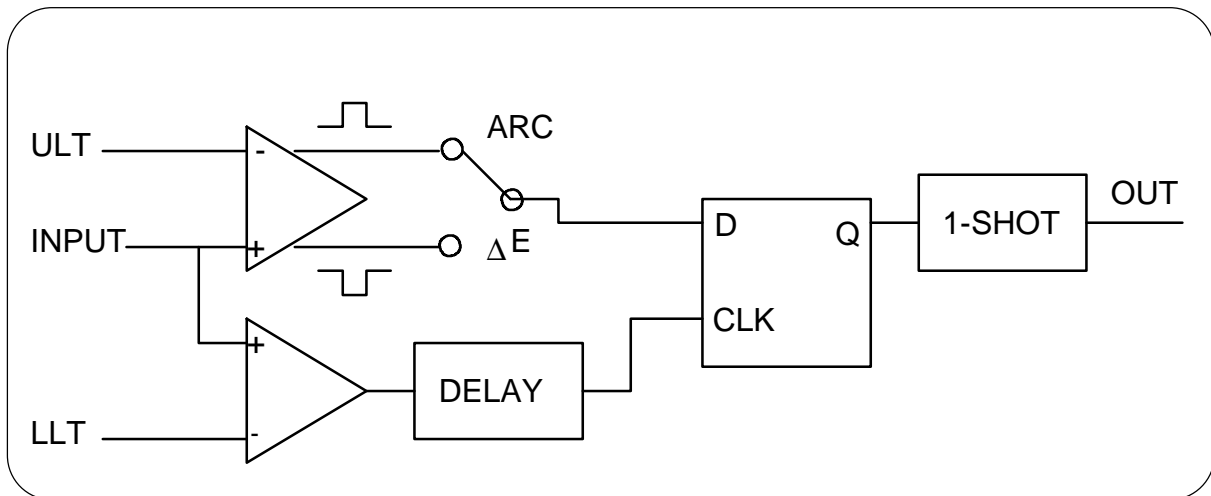 ULT
-
ARC
INPUT
+
ΔE
D
Q
CLK
1-SHOT
OUT
+
DELAY
LLT
-